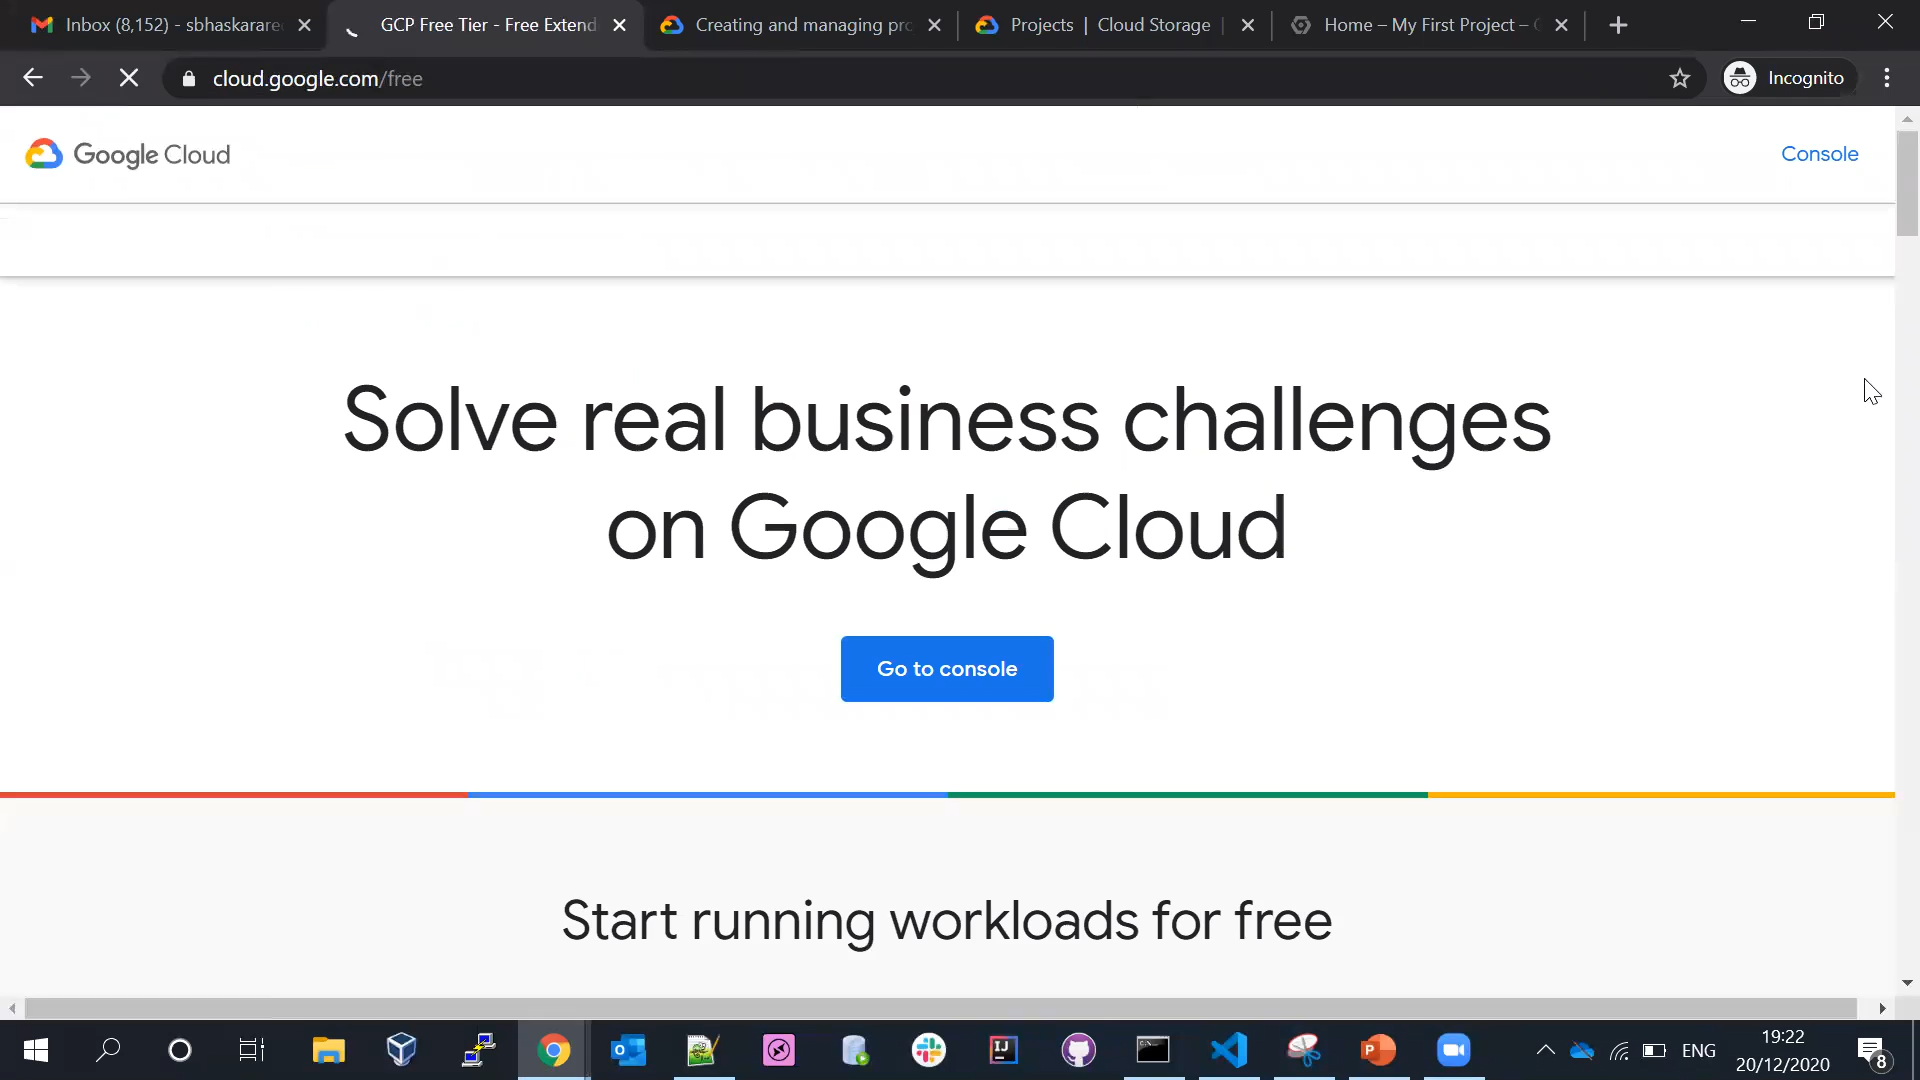 Inbox (8,152) - sbhaskarare
GCP Free Tier - Free Extend
Creating and managing pro
Projects | Cloud Storage |
Home – My First Project –
cloud.google.com/free
Incognito
Google Cloud
Console
Solve real business challenges
on Google Cloud
Go to console
Start running workloads for free
ENG
19:22
20/12/2020
8